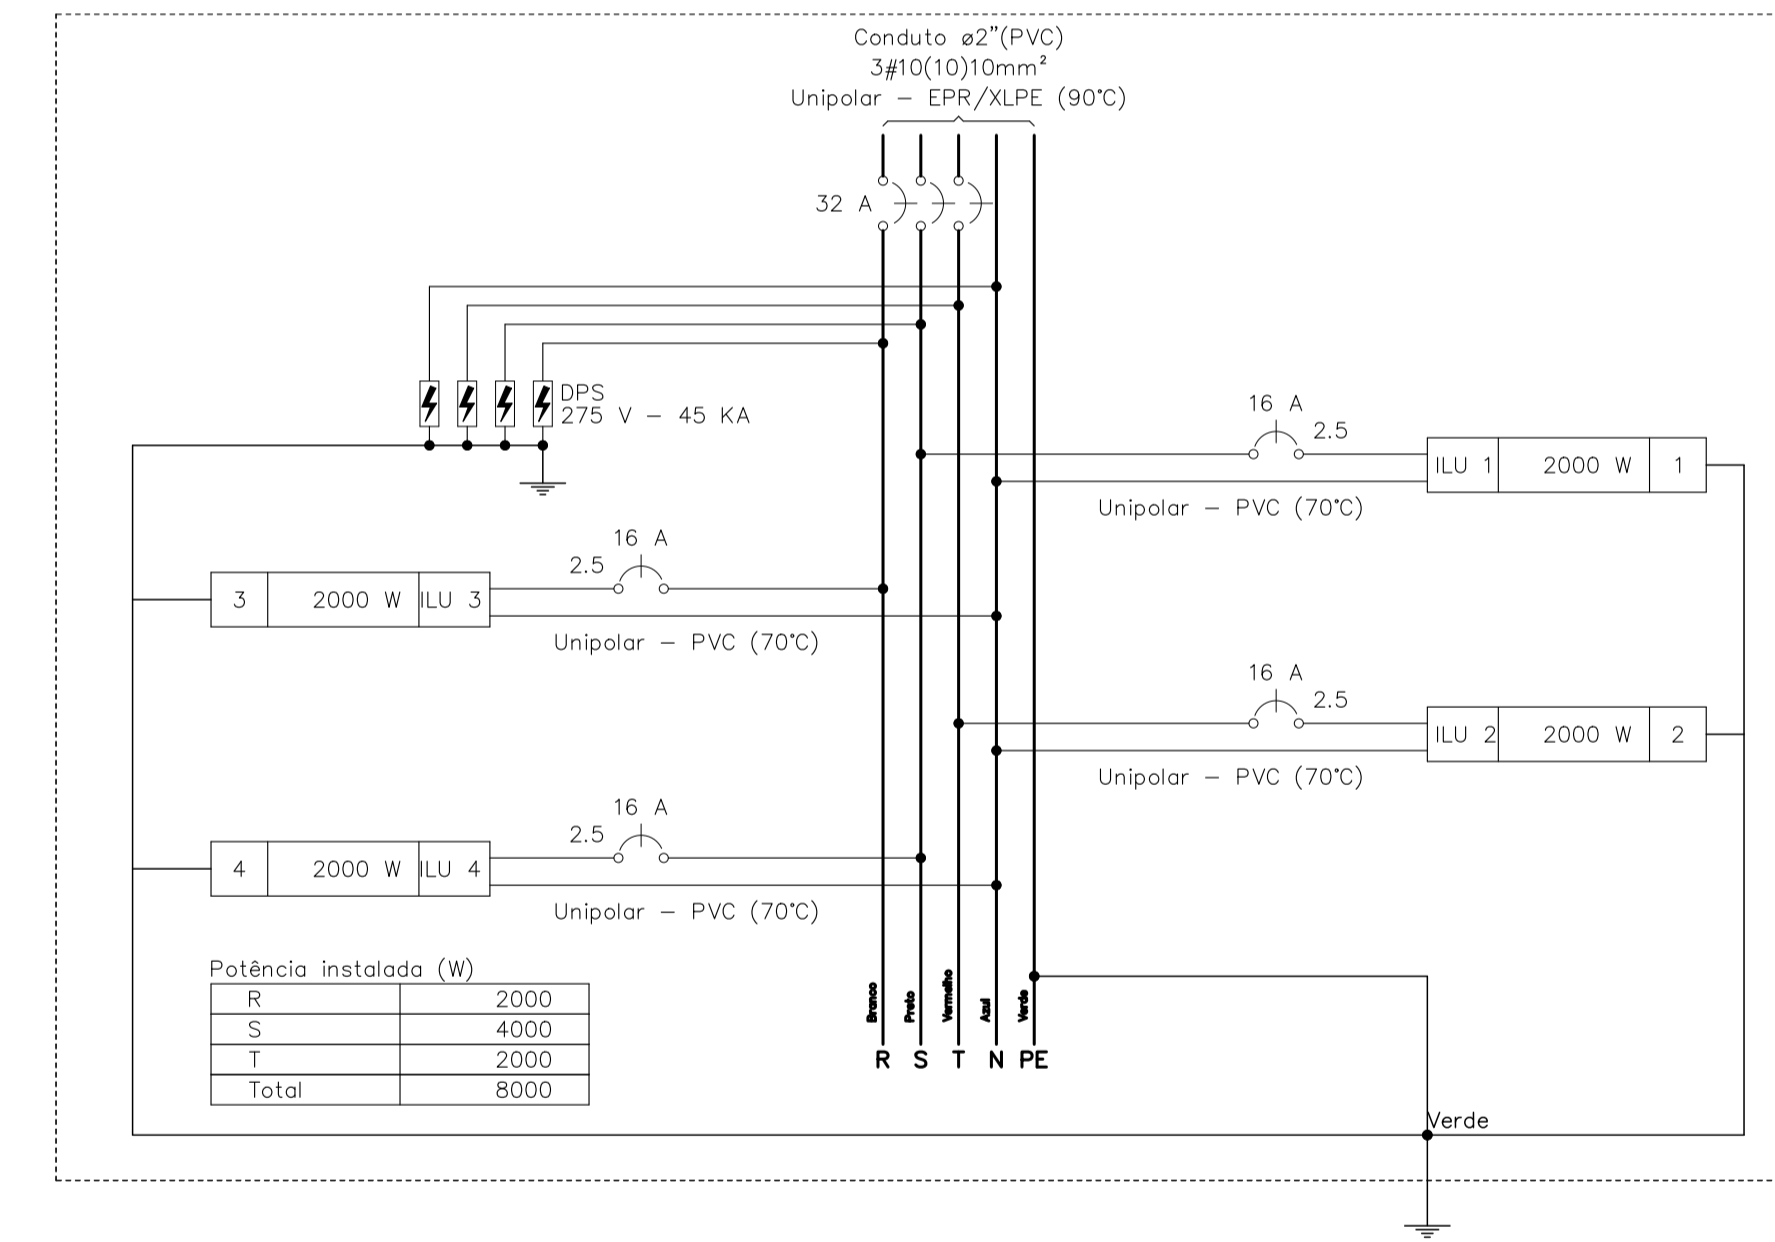 Conduto ø2”(PVC)
3#10(10)10mm²
Unipolar – EPR/XLPE (90°C)
32 A
DPS
275 V – 45 KA
16 A
2.5
ILU 1 2000 W 1
Unipolar – PVC (70°C)
16 A
2.5
3 2000 W ILU 3
Unipolar – PVC (70°C)
16 A
2.5
ILU 2 2000 W 2
Unipolar – PVC (70°C)
16 A
2.5
4 2000 W ILU 4
Unipolar – PVC (70°C)
Potência instalada (W)
R 2000
S 4000
T 2000
Total 8000
Branco
Preto
Vermelho
Azul
Verde
R S T N PE
Verde